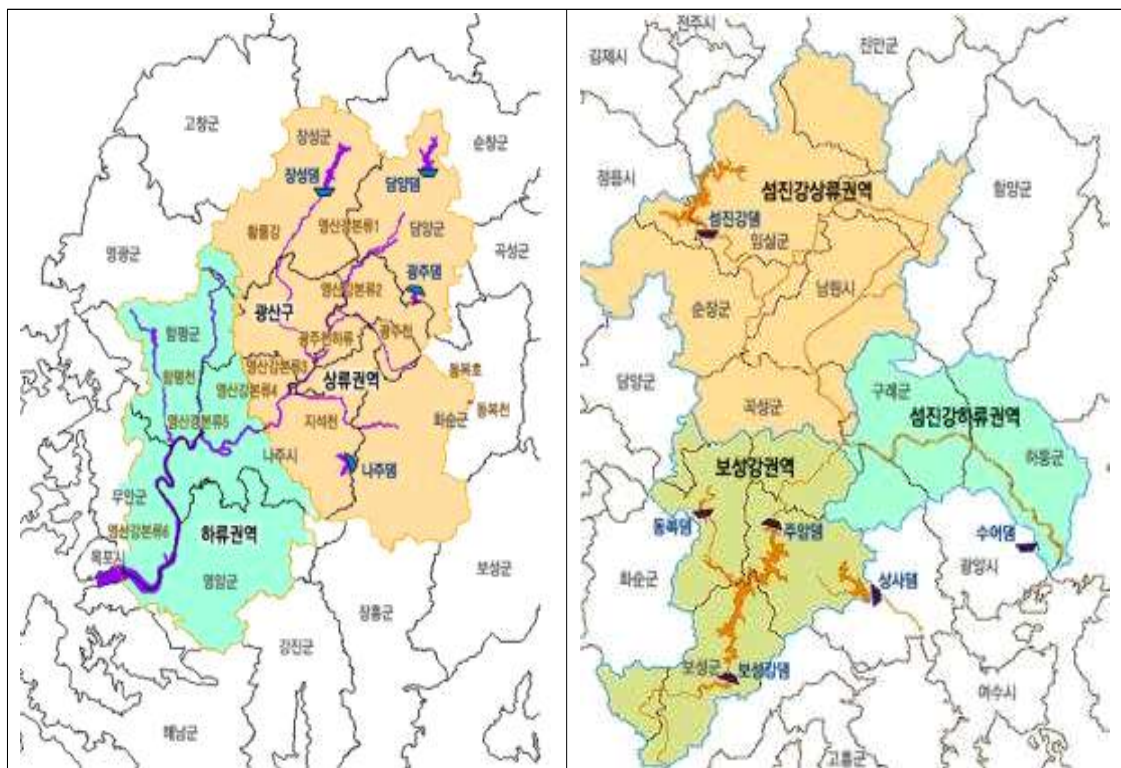 고창군
장성군
순창군
장성댐
담양댐
황룡강
영산강본류1
담양군
곡성군
영광군
광주댐
영산강본류2
광산구
함평군
광주천하류
광주천
영산강본류3
동복호
함평천
상류권역
영산강본류4
동복천
영산강본류5
지석천
화순군
나주시
나주댐
무안군
영산강본류6
하류권역
목포시
영암군
보성군
장흥군
강진군
해남군
전주시
진안군
김제시
정읍시
섬진강상류권역
함양군
섬진강댐
임실군
남원시
순창군
담양군
구례군
곡성군
섬진강하류권역
보성강권역
하동군
동복댐
주암댐
수어댐
화순군
상사댐
광양시
보성군
보성강댐
여수시
고흥군